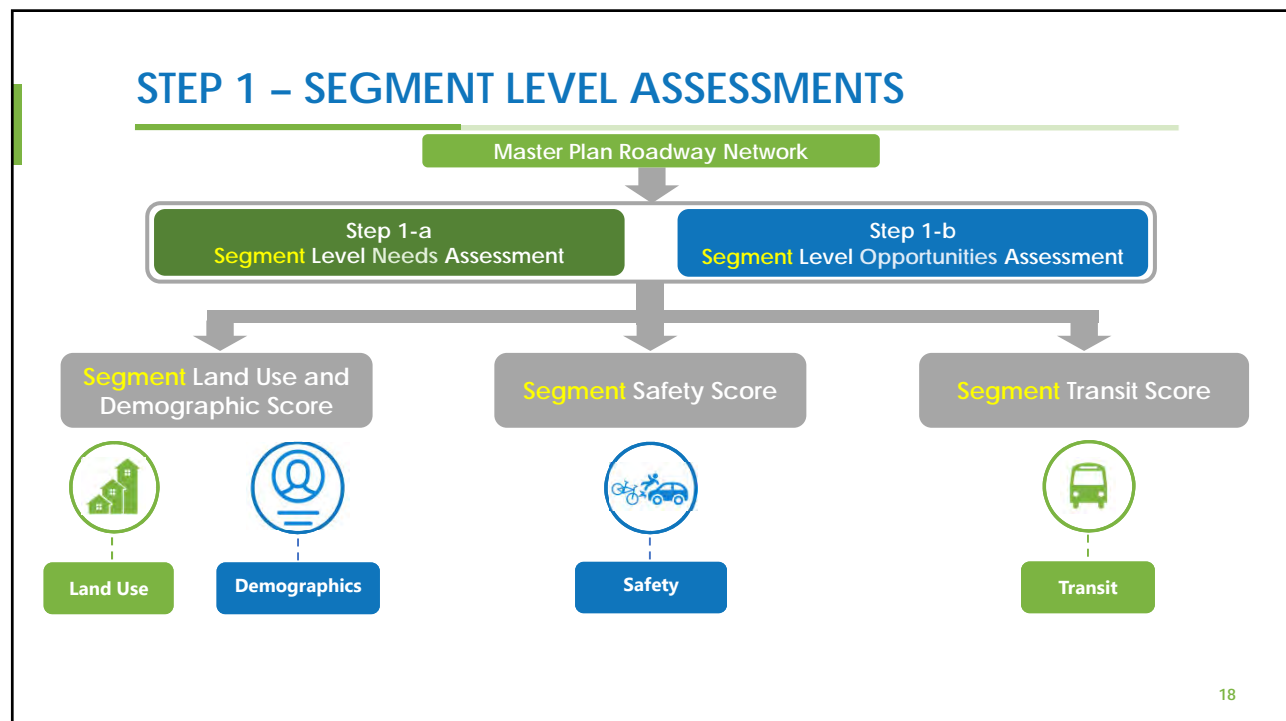 STEP 1 – SEGMENT LEVEL ASSESSMENTS
Master Plan Roadway Network
Step 1-a
Segment Level Needs Assessment
Step 1-b
Segment Level Opportunities Assessment
Segment Land Use and
Demographic Score
Segment Safety Score
Segment Transit Score
Land Use
Demographics
Safety
Transit
18